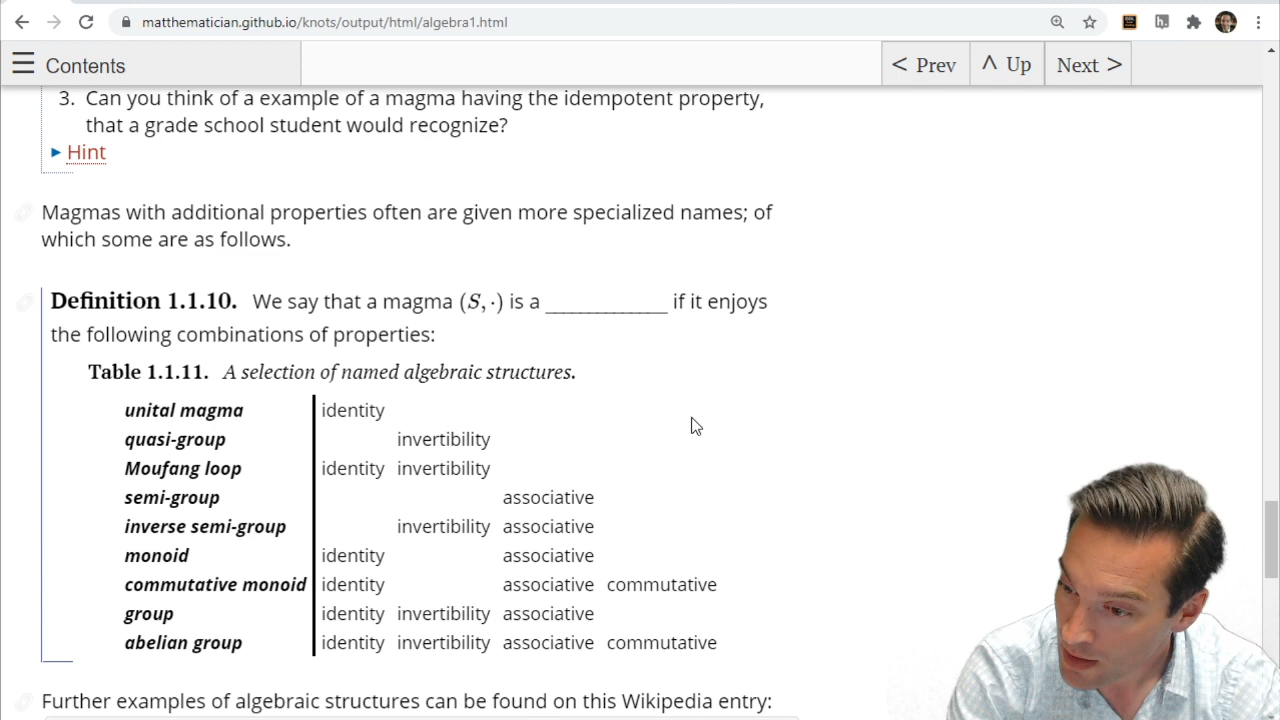 matthematician.github.io/knots/output/html/algebra1.html
Contents
< Prev
^ Up
Next >
3. Can you think of a example of a magma having the idempotent property,
that a grade school student would recognize?
Hint
Magmas with additional properties often are given more specialized names; of
which some are as follows.
Definition 1.1.10. We say that a magma (S, ·) is a ____________ if it enjoys
the following combinations of properties:
Table 1.1.11. A selection of named algebraic structures.
unital magma identity
quasi-group invertibility
Moufang loop identity invertibility
semi-group associative
inverse semi-group invertibility associative
monoid identity associative
commutative monoid identity associative commutative
group identity invertibility associative
abelian group identity invertibility associative commutative
Further examples of algebraic structures can be found on this Wikipedia entry: